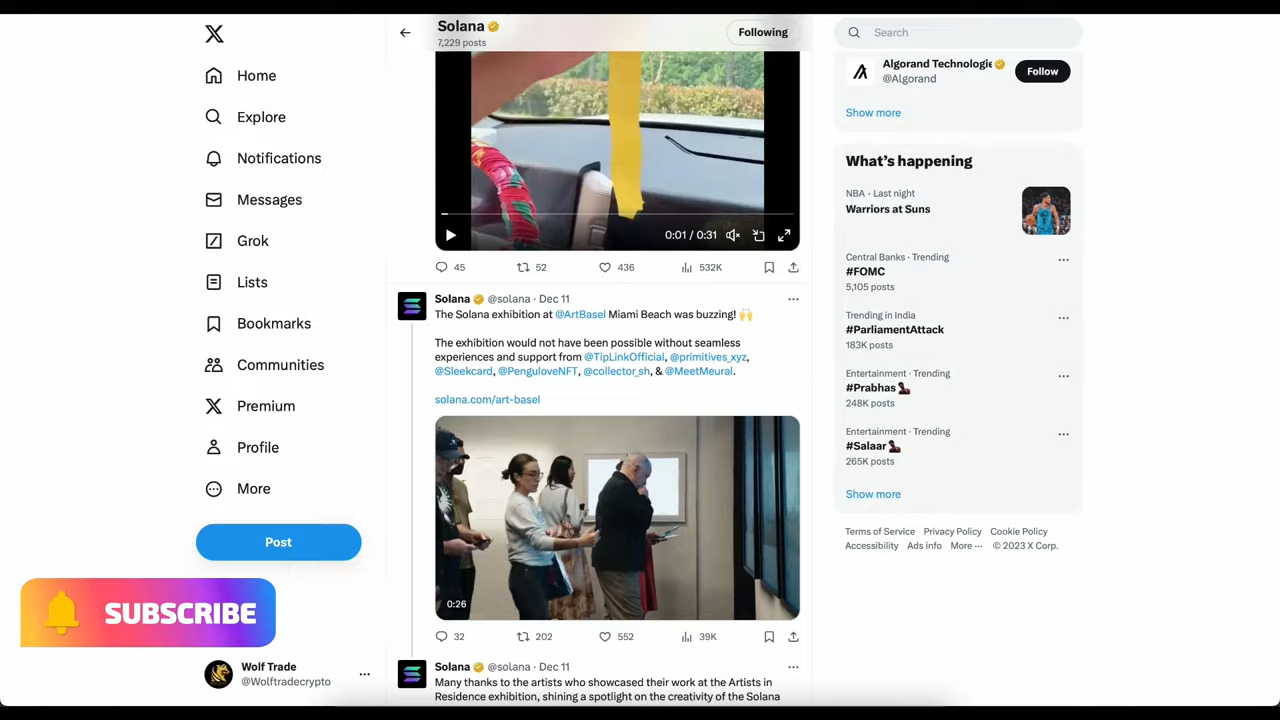 Home
Explore
Notifications
Messages
Grok
Lists
Bookmarks
Communities
Premium
Profile
More
Post
SUBSCRIBE
Wolf Trade
@Wolftradecrypto
Solana
7,229 posts
Following
0:01 / 0:31
45 52 436 532K
Solana @solana · Dec 11
The Solana exhibition at @ArtBasel Miami Beach was buzzing! 🙌
The exhibition would not have been possible without seamless
experiences and support from @TipLinkOfficial, @primitives_xyz,
@Sleekcard, @PenguloveNFT, @collector_sh, & @MeetMeural.
solana.com/art-basel
0:26
32 202 552 39K
Solana @solana · Dec 11
Many thanks to the artists who showcased their work at the Artists in
Residence exhibition, shining a spotlight on the creativity of the Solana
Search
Algorand Technologie
@Algorand
Follow
Show more
What's happening
NBA · Last night
Warriors at Suns
Central Banks · Trending
#FOMC
5,105 posts
Trending in India
#ParliamentAttack
183K posts
Entertainment · Trending
#Prabhas
248K posts
Entertainment · Trending
#Salaar
265K posts
Show more
Terms of Service Privacy Policy Cookie Policy
Accessibility Ads info More ··· © 2023 X Corp.